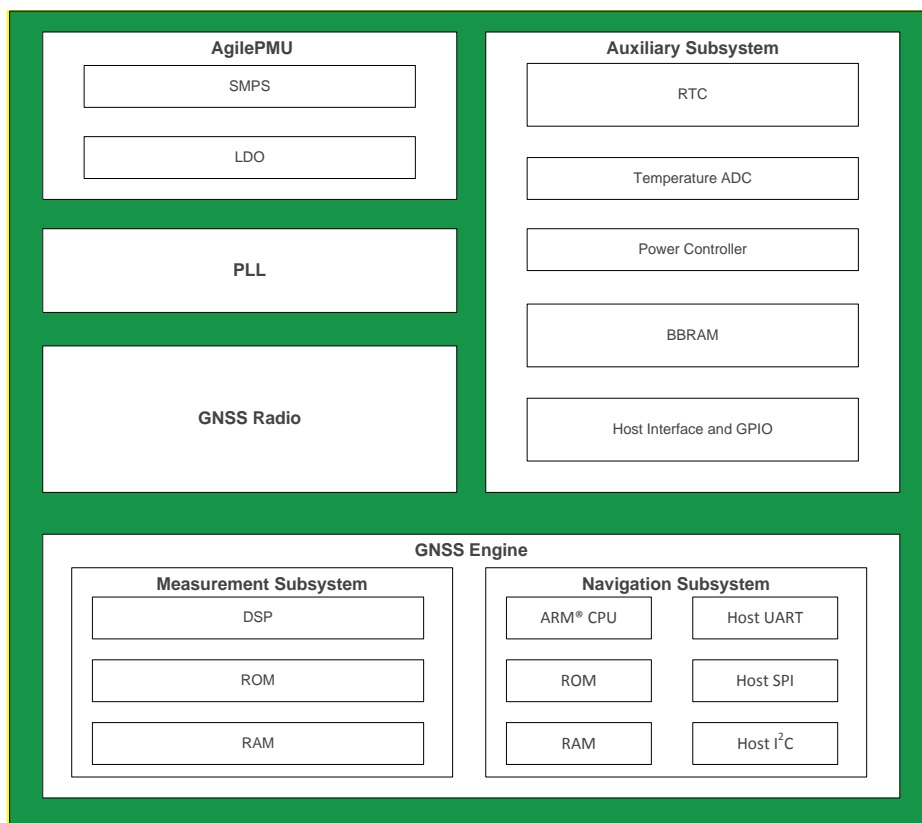 AgilePMU
SMPS
LDO
PLL
GNSS Radio
Auxiliary Subsystem
RTC
Temperature ADC
Power Controller
BBRAM
Host Interface and GPIO
GNSS Engine
Measurement Subsystem
DSP
ROM
RAM
Navigation Subsystem
ARM® CPU
Host UART
ROM
Host SPI
RAM
Host I²C